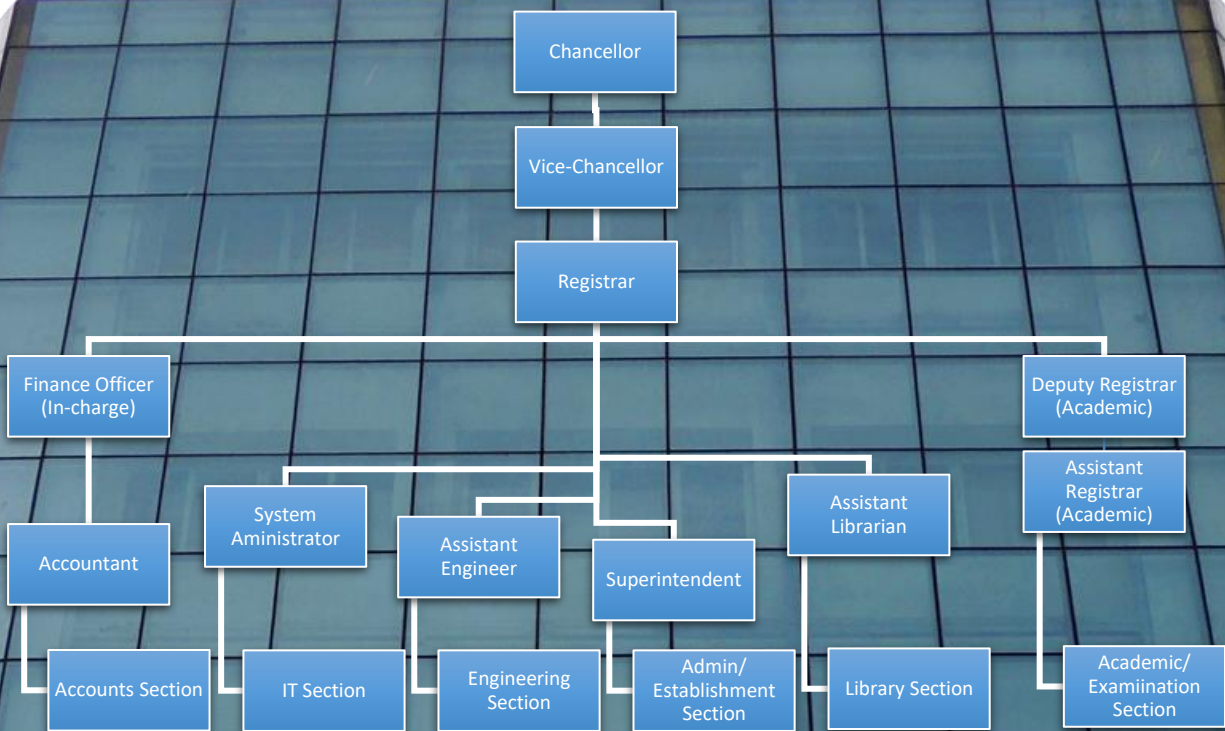 Chancellor
Vice-Chancellor
Registrar
Finance Officer
(In-charge)
Deputy Registrar
(Academic)
Assistant
Registrar
(Academic)
System
Aministrator
Assistant
Librarian
Accountant
Assistant
Engineer
Superintendent
Accounts Section
IT Section
Engineering
Section
Admin/
Establishment
Section
Library Section
Academic/
Examiination
Section